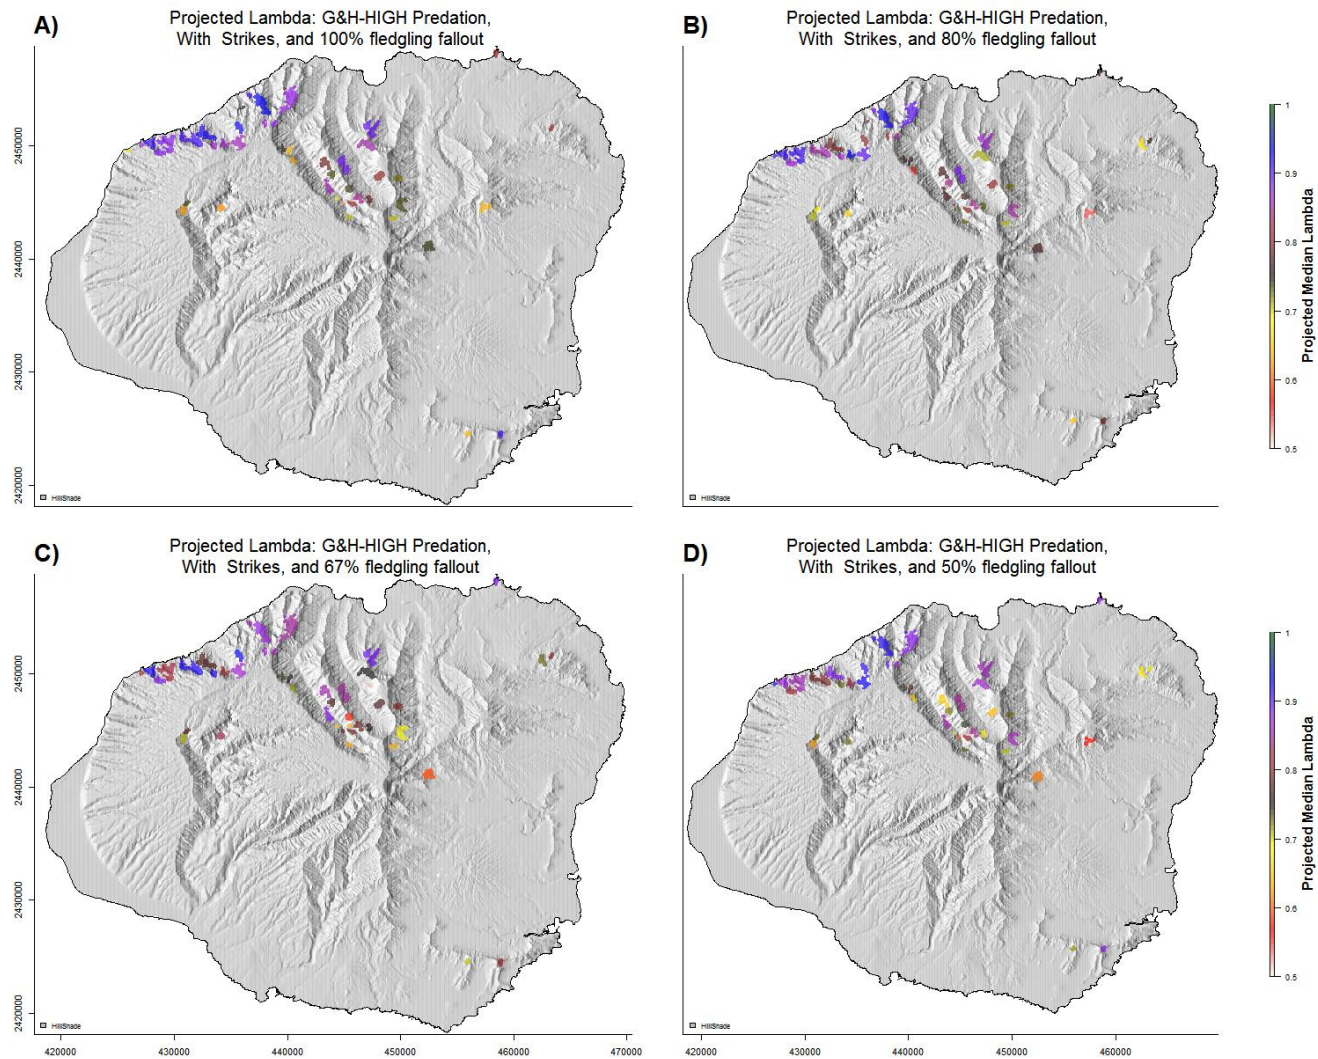 A)
Projected Lambda: G&H-HIGH Predation,
With Strikes, and 100% fledgling fallout
2460000
2450000
2440000
2430000
2420000
HillShade
B)
Projected Lambda: G&H-HIGH Predation,
With Strikes, and 80% fledgling fallout
HillShade
1
0.9
0.8
0.7
0.6
0.5
Projected Median Lambda
C)
Projected Lambda: G&H-HIGH Predation,
With Strikes, and 67% fledgling fallout
2450000
2440000
2430000
2420000
HillShade
420000 430000 440000 450000 460000 470000
D)
Projected Lambda: G&H-HIGH Predation,
With Strikes, and 50% fledgling fallout
HillShade
420000 430000 440000 450000 460000
1
0.9
0.8
0.7
0.6
0.5
Projected Median Lambda